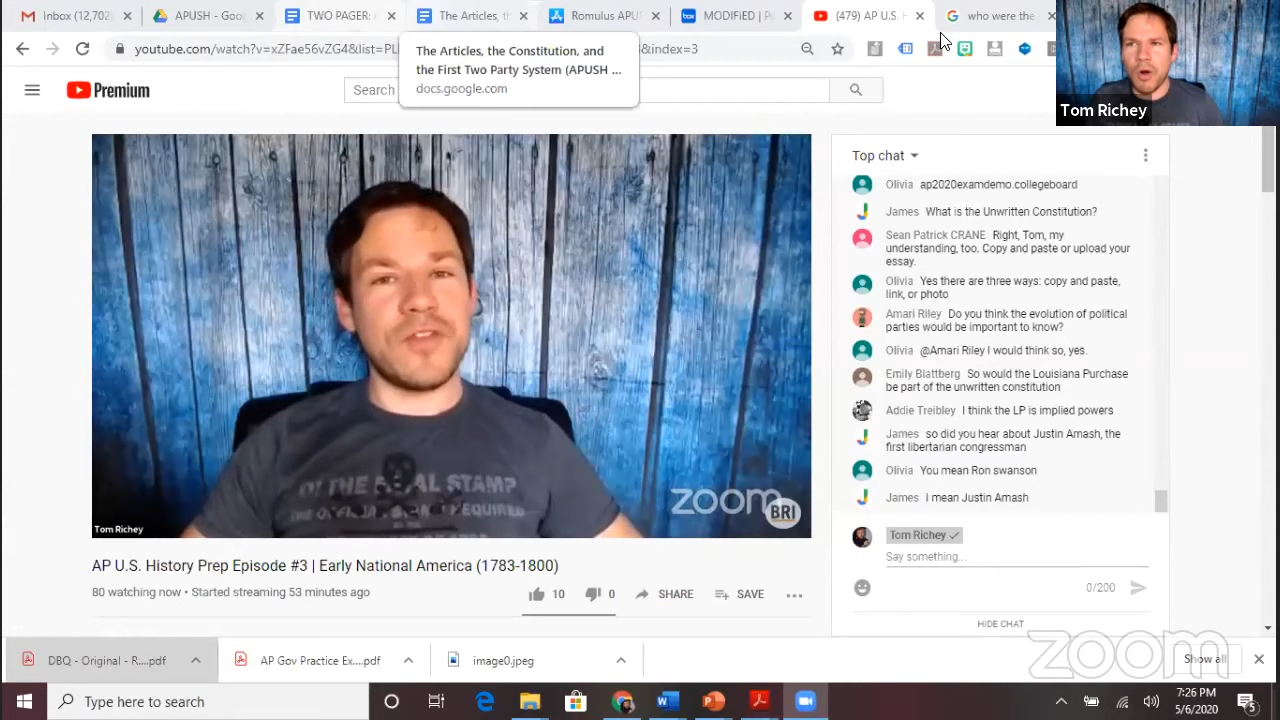 Inbox (12,702)
APUSH - Goo
TWO PAGER:
The Articles, t
Romulus APU
MODIFiED | P
(479) AP U.S. H
who were the
youtube.com/watch?v=xZFae56vZG4&list=PL
&index=3
The Articles, the Constitution, and
the First Two Party System (APUSH ...
docs.google.com
Tom Richey
Premium
Search
Top chat
Olivia ap2020examdemo.collegeboard
James What is the Unwritten Constitution?
Sean Patrick CRANE Right, Tom, my
understanding, too. Copy and paste or upload your
essay.
Olivia Yes there are three ways: copy and paste,
link, or photo
Amari Riley Do you think the evolution of political
parties would be important to know?
Olivia @Amari Riley I would think so, yes.
Emily Blattberg So would the Louisiana Purchase
be part of the unwritten constitution
Addie Treibley I think the LP is implied powers
James so did you hear about Justin Amash, the
first libertarian congressman
Olivia You mean Ron swanson
James I mean Justin Amash
STAMP
REQUIRED
zoom
BRI
Tom Richey
Tom Richey
Say something...
0/200
HIDE CHAT
AP U.S. History Prep Episode #3 | Early National America (1783-1800)
80 watching now • Started streaming 53 minutes ago
10
0
SHARE
SAVE
zoom
DBQ - Original - R....pdf
AP Gov Practice Ex....pdf
image0.jpeg
Show all
Type here to search
7:26 PM
5/6/2020
5